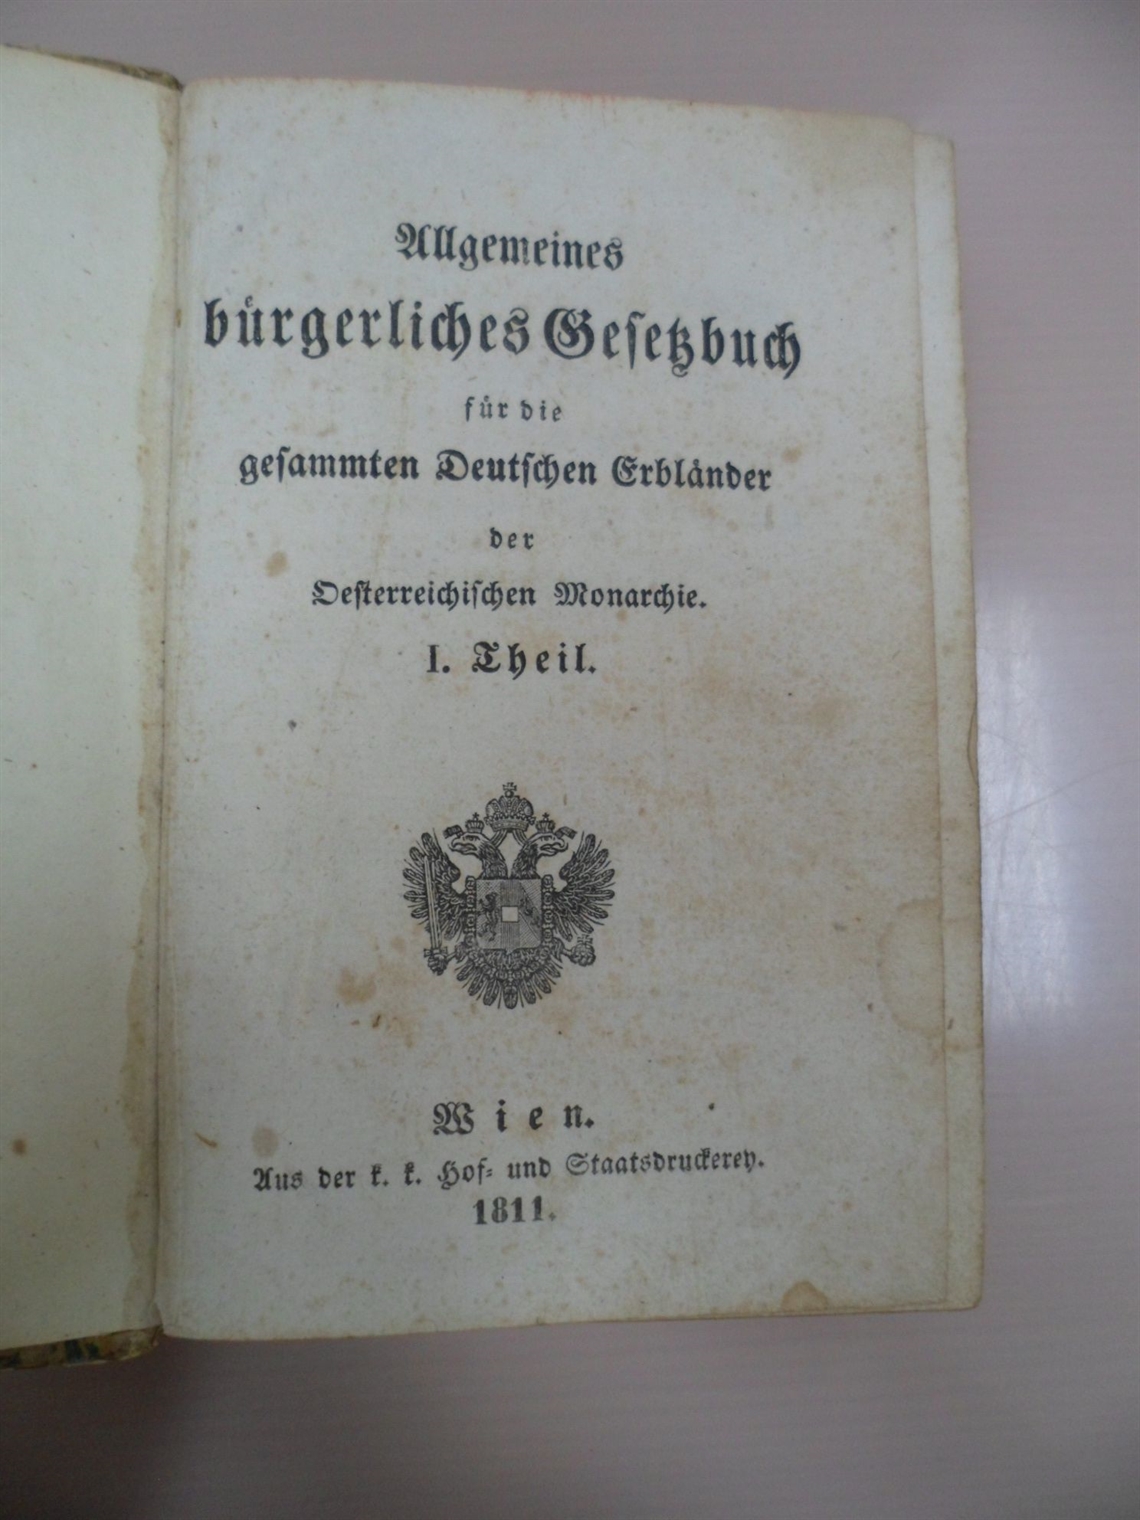 Allgemeines
bürgerliches Gesetzbuch
für die
gesammten Deutschen Erbländer
der
Oesterreichischen Monarchie.
I. Theil.
Wien.
Aus der k. k. Hof- und Staatsdruckerey.
1811.